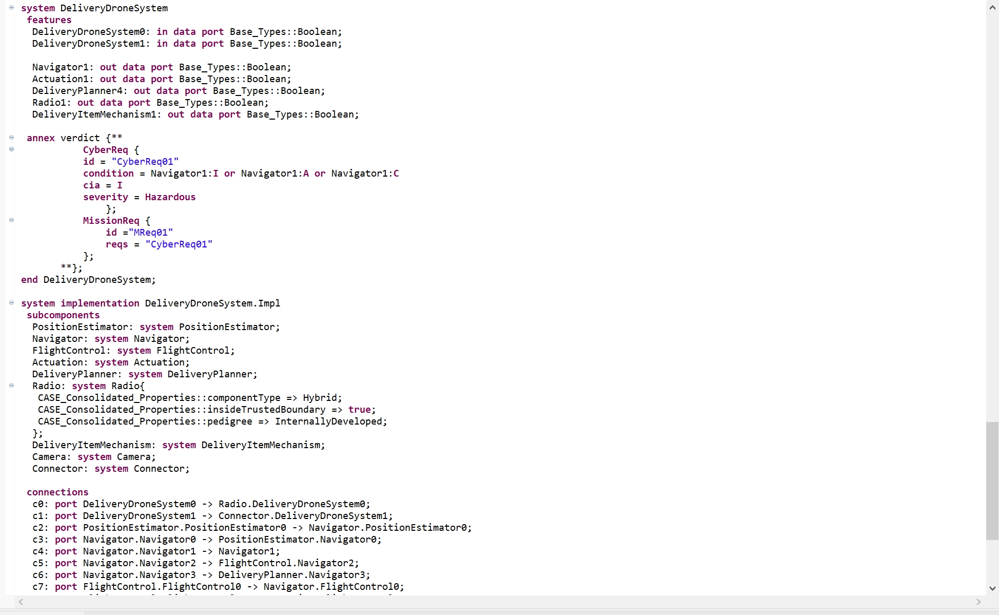 system DeliveryDroneSystem
features
DeliveryDroneSystem0: in data port Base_Types::Boolean;
DeliveryDroneSystem1: in data port Base_Types::Boolean;
Navigator1: out data port Base_Types::Boolean;
Actuation1: out data port Base_Types::Boolean;
DeliveryPlanner4: out data port Base_Types::Boolean;
Radio1: out data port Base_Types::Boolean;
DeliveryItemMechanism1: out data port Base_Types::Boolean;
annex verdict {**
CyberReq {
id = "CyberReq01"
condition = Navigator1:I or Navigator1:A or Navigator1:C
cia = I
severity = Hazardous
};
MissionReq {
id ="MReq01"
reqs = "CyberReq01"
};
**};
end DeliveryDroneSystem;
system implementation DeliveryDroneSystem.Impl
subcomponents
PositionEstimator: system PositionEstimator;
Navigator: system Navigator;
FlightControl: system FlightControl;
Actuation: system Actuation;
DeliveryPlanner: system DeliveryPlanner;
Radio: system Radio{
CASE_Consolidated_Properties::componentType => Hybrid;
CASE_Consolidated_Properties::insideTrustedBoundary => true;
CASE_Consolidated_Properties::pedigree => InternallyDeveloped;
};
DeliveryItemMechanism: system DeliveryItemMechanism;
Camera: system Camera;
Connector: system Connector;
connections
c0: port DeliveryDroneSystem0 -> Radio.DeliveryDroneSystem0;
c1: port DeliveryDroneSystem1 -> Connector.DeliveryDroneSystem1;
c2: port PositionEstimator.PositionEstimator0 -> Navigator.PositionEstimator0;
c3: port Navigator.Navigator0 -> PositionEstimator.Navigator0;
c4: port Navigator.Navigator1 -> Navigator1;
c5: port Navigator.Navigator2 -> FlightControl.Navigator2;
c6: port Navigator.Navigator3 -> DeliveryPlanner.Navigator3;
c7: port FlightControl.FlightControl0 -> Navigator.FlightControl0;